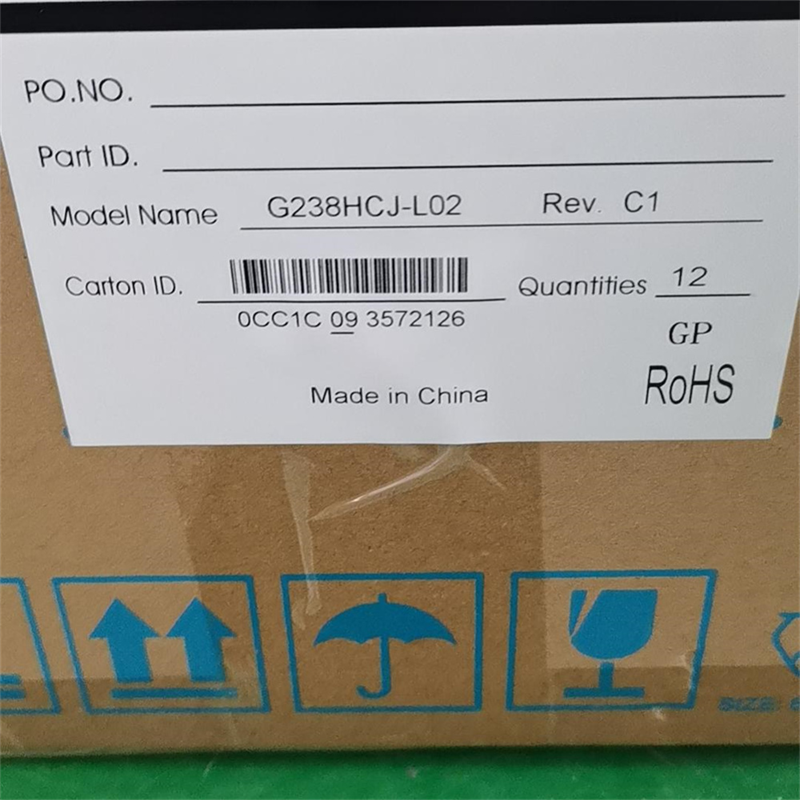 PO.NO.
Part ID.
Model Name G238HCJ-L02 Rev. C1
Carton ID. Quantities 12
0CC1C 09 3572126
GP
Made in China RoHS
SIZE: